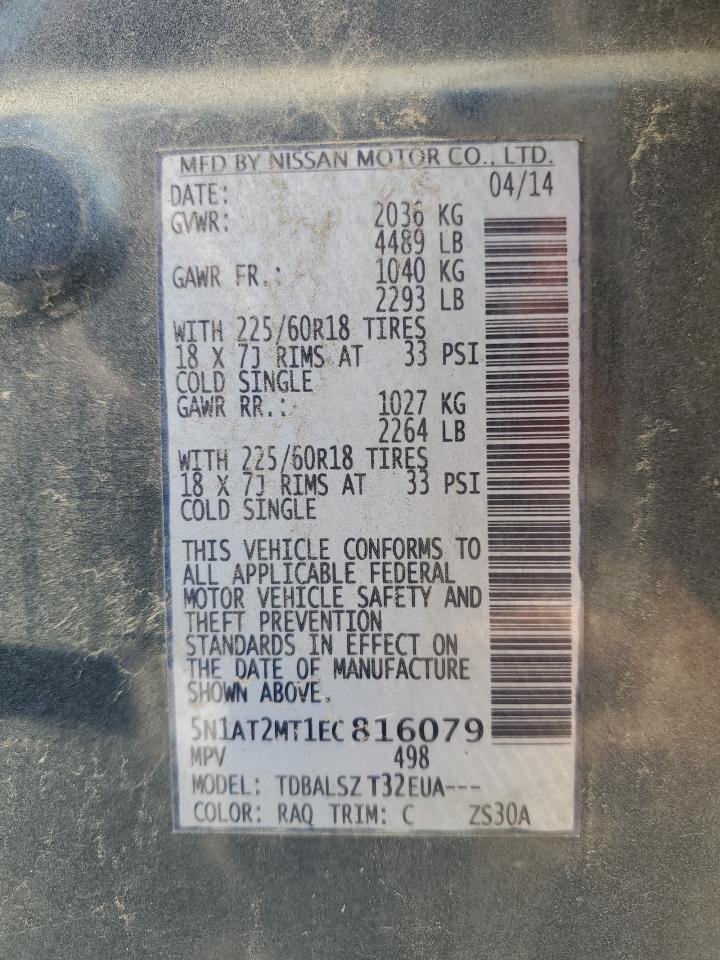 MFD BY NISSAN MOTOR CO., LTD.
DATE: 04/14
GVWR: 2036 KG
4489 LB
GAWR FR.: 1040 KG
2293 LB
WITH 225/60R18 TIRES
18 X 7J RIMS AT 33 PSI
COLD SINGLE
GAWR RR.: 1027 KG
2264 LB
WITH 225/60R18 TIRES
18 X 7J RIMS AT 33 PSI
COLD SINGLE
THIS VEHICLE CONFORMS TO
ALL APPLICABLE FEDERAL
MOTOR VEHICLE SAFETY AND
THEFT PREVENTION
STANDARDS IN EFFECT ON
THE DATE OF MANUFACTURE
SHOWN ABOVE.
5N1AT2MT1EC816079
MPV 498
MODEL: TDBALSZ T32EUA---
COLOR: RAQ TRIM: C ZS30A